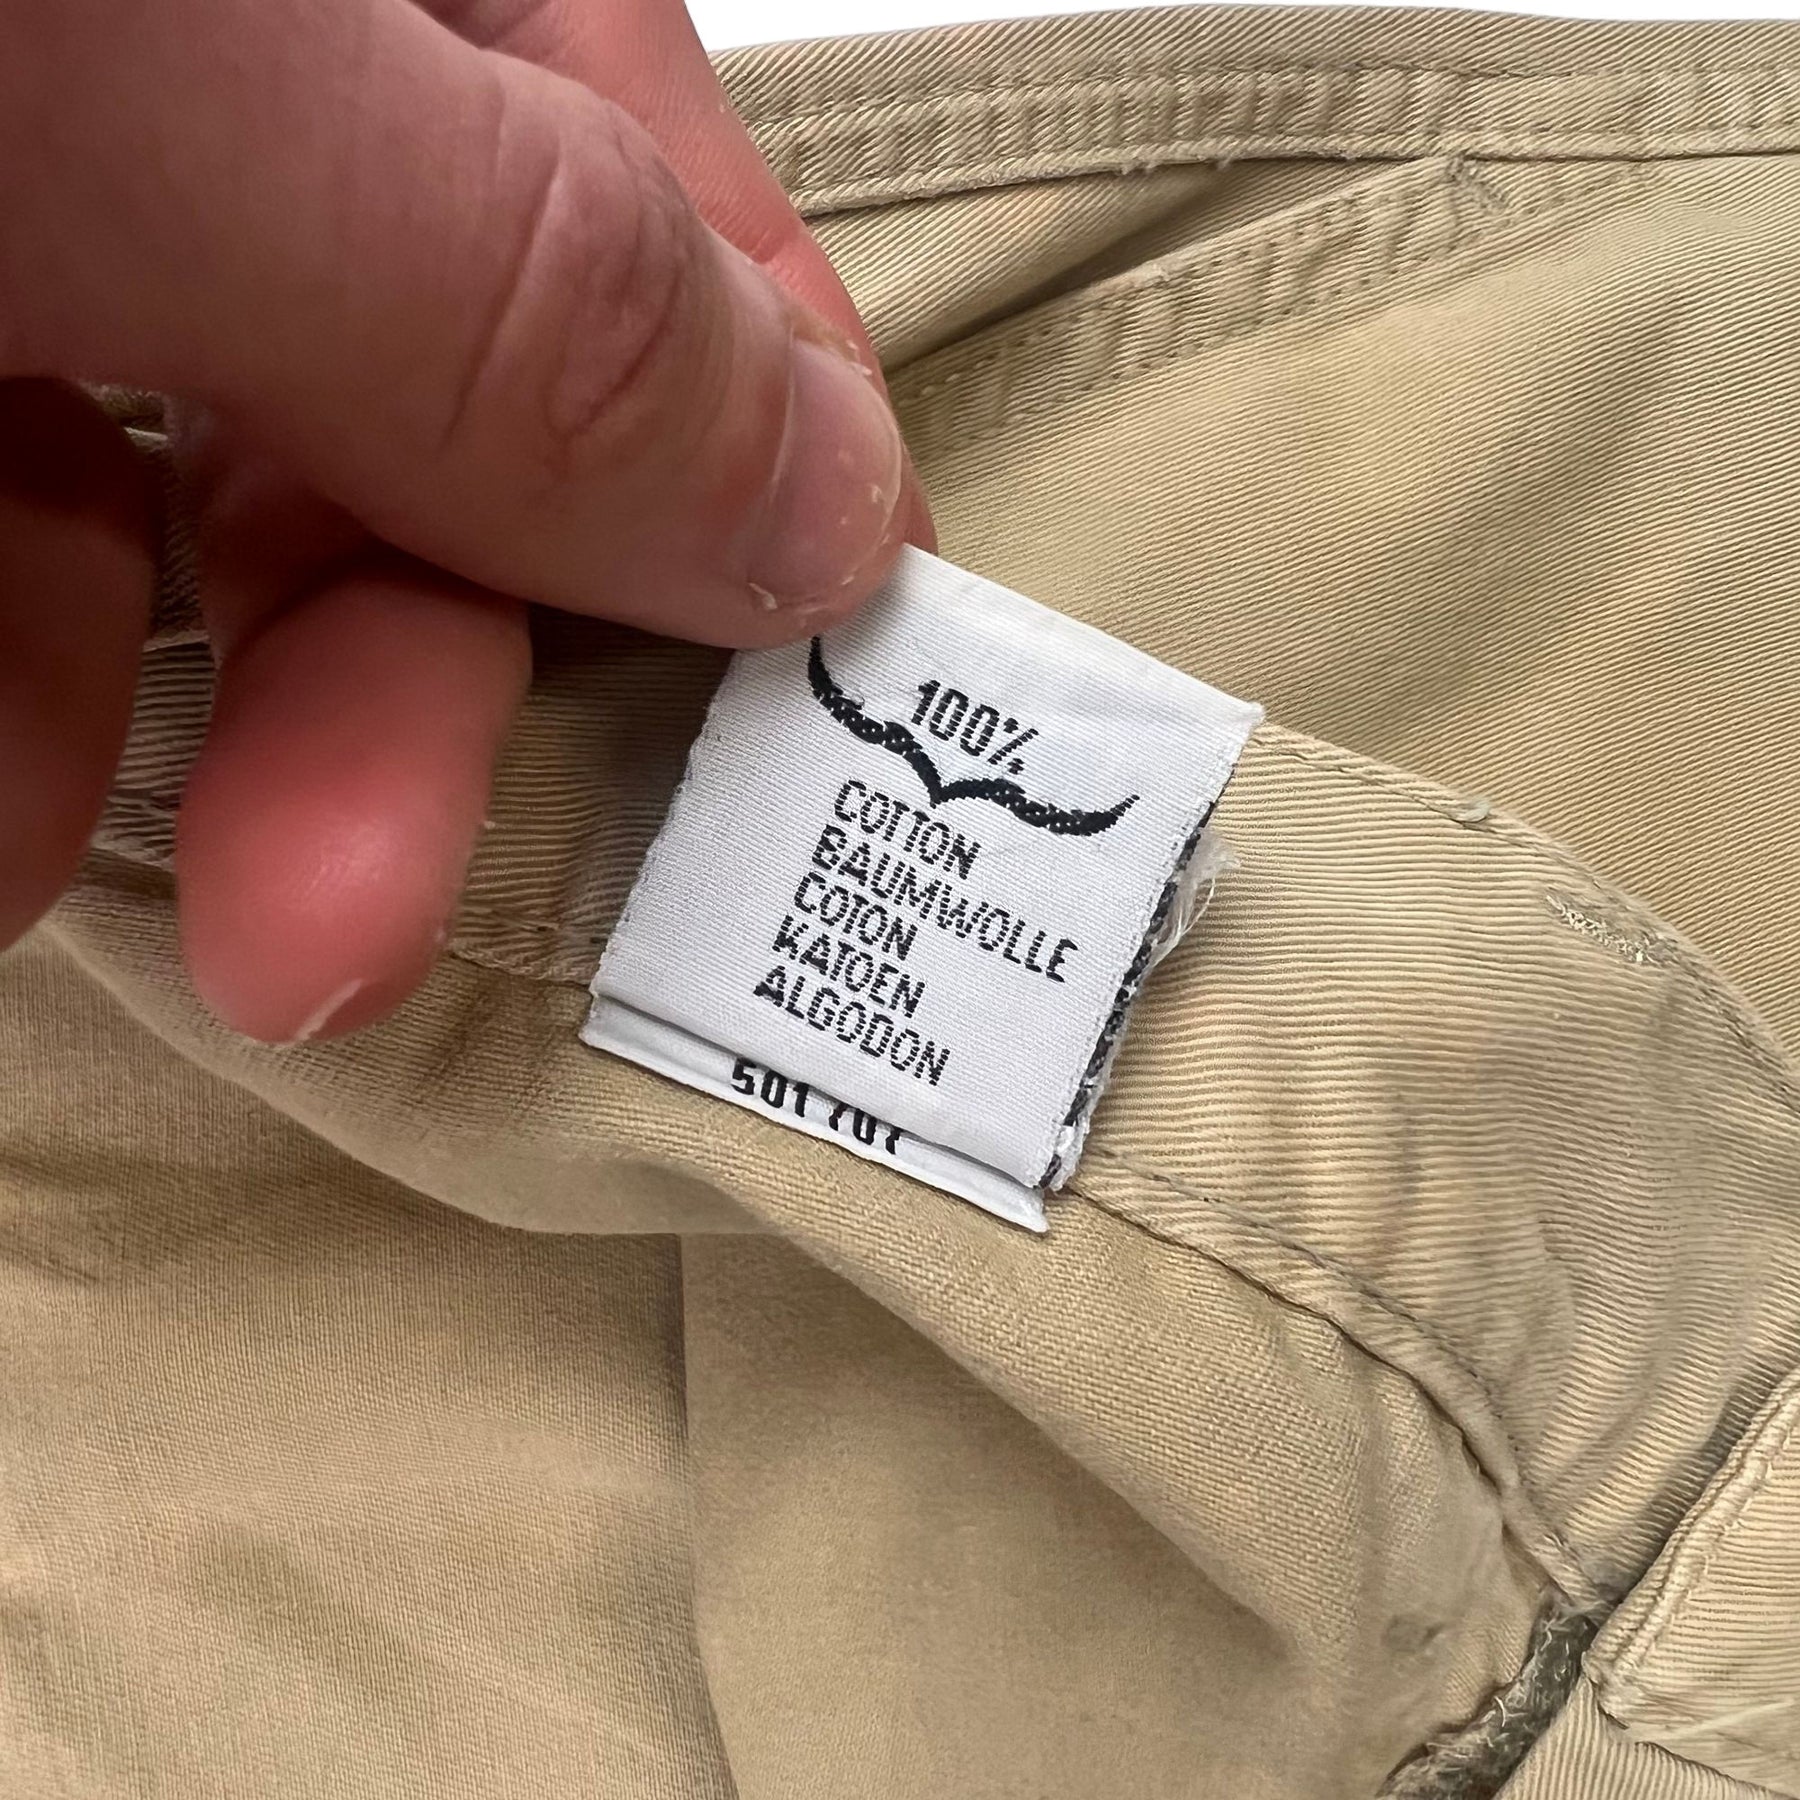 100%
COTTON
BAUMWOLLE
COTON
KATOEN
ALGODON
501 707